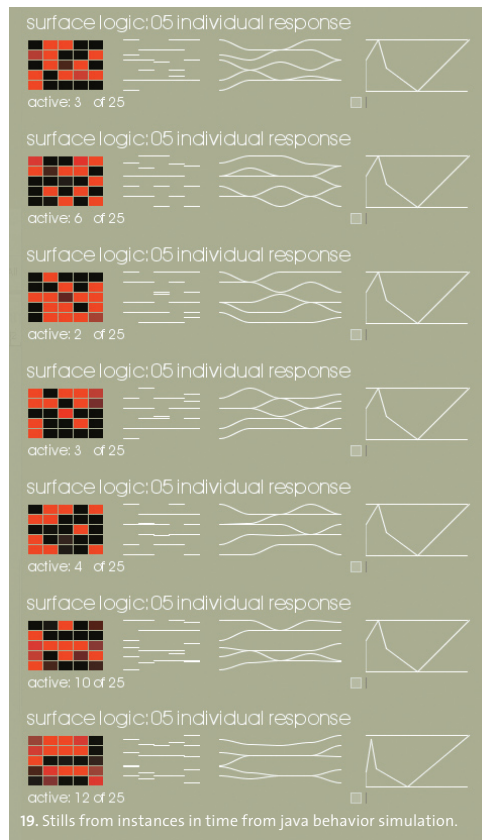 surface logic:05 individual response
active: 3 of 25
surface logic:05 individual response
active: 6 of 25
surface logic:05 individual response
active: 2 of 25
surface logic:05 individual response
active: 3 of 25
surface logic:05 individual response
active: 4 of 25
surface logic:05 individual response
active: 10 of 25
surface logic:05 individual response
active: 12 of 25
19. Stills from instances in time from java behavior simulation.